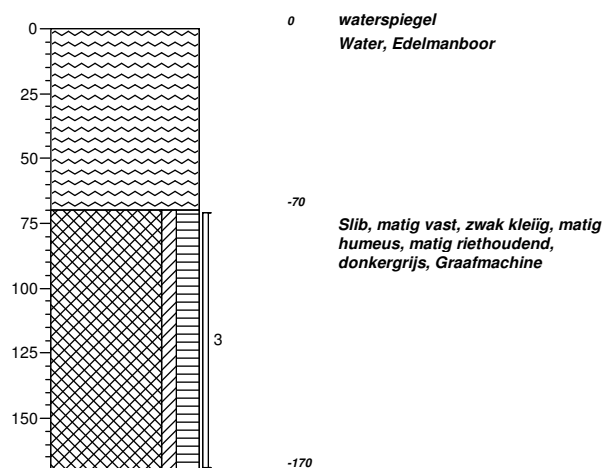 0 waterspiegel
0
Water, Edelmanboor
25
50
-70
75
Slib, matig vast, zwak kleiïg, matig
humeus, matig riethoudend,
donkergrijs, Graafmachine
100
3
125
150
-170